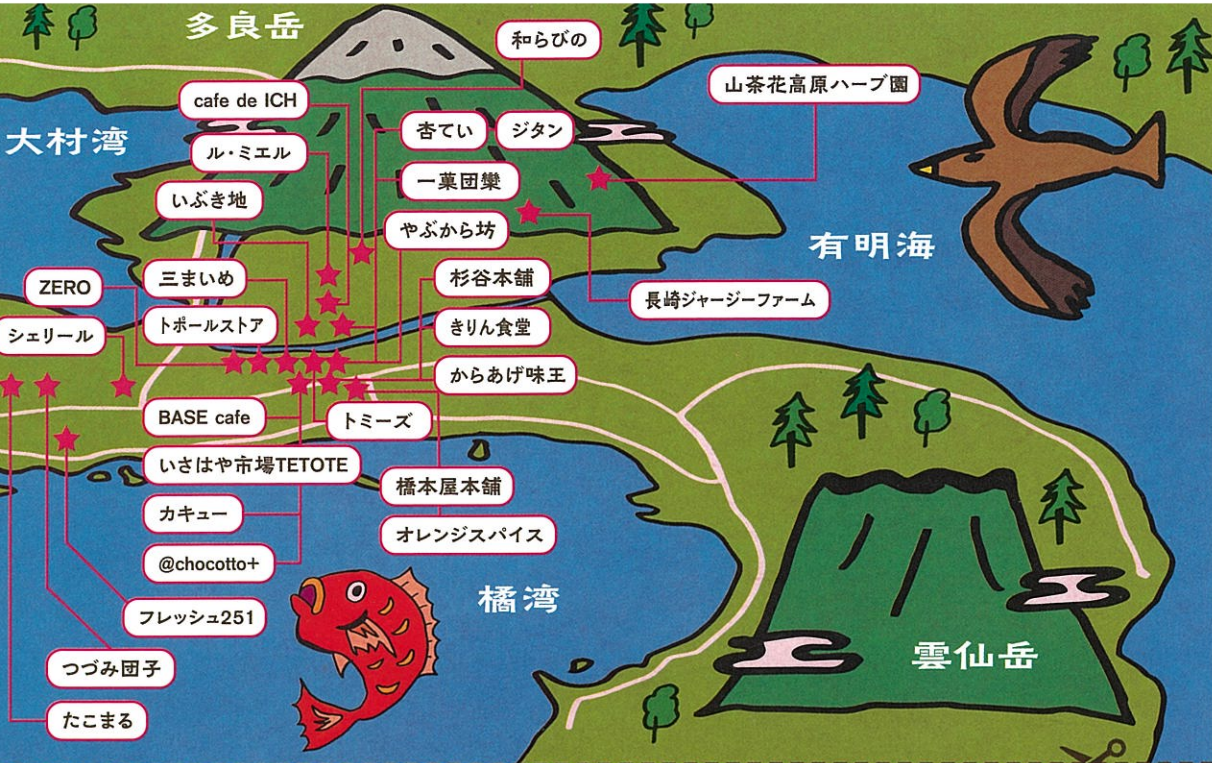 多良岳
和らびの
山茶花高原ハーブ園
cafe de ICH
杏てい
ジタン
大村湾
ル・ミエル
一菓団欒
いぶき地
やぶから坊
有明海
三まいめ
杉谷本舗
ZERO
長崎ジャージーファーム
トポールストア
きりん食堂
シェリール
からあげ味王
BASE cafe
トミーズ
いさはや市場TETOTE
橋本屋本舗
カキュー
オレンジスパイス
@chocotto+
橘湾
フレッシュ251
雲仙岳
つづみ団子
たこまる